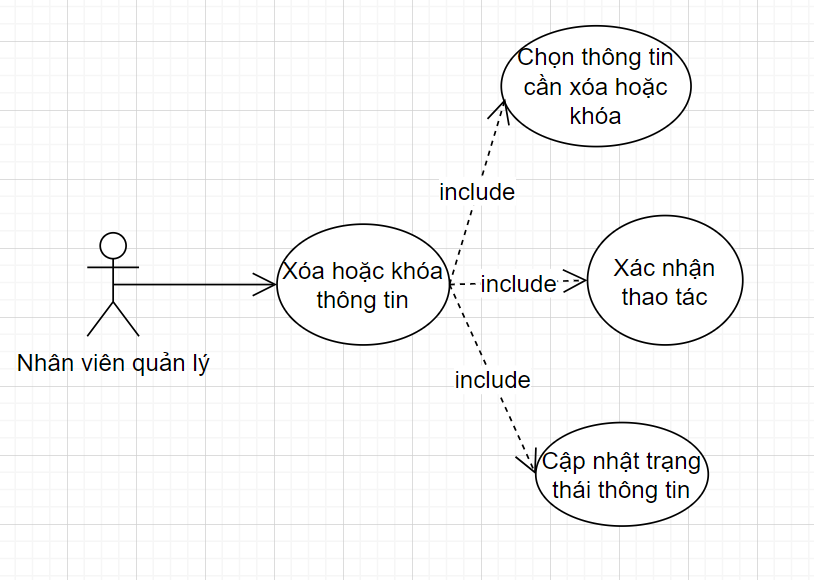 Chọn thông tin
cần xóa hoặc
khóa
include
Xóa hoặc khóa
thông tin
include
Xác nhận
thao tác
Nhân viên quản lý
include
Cập nhật trạng
thái thông tin